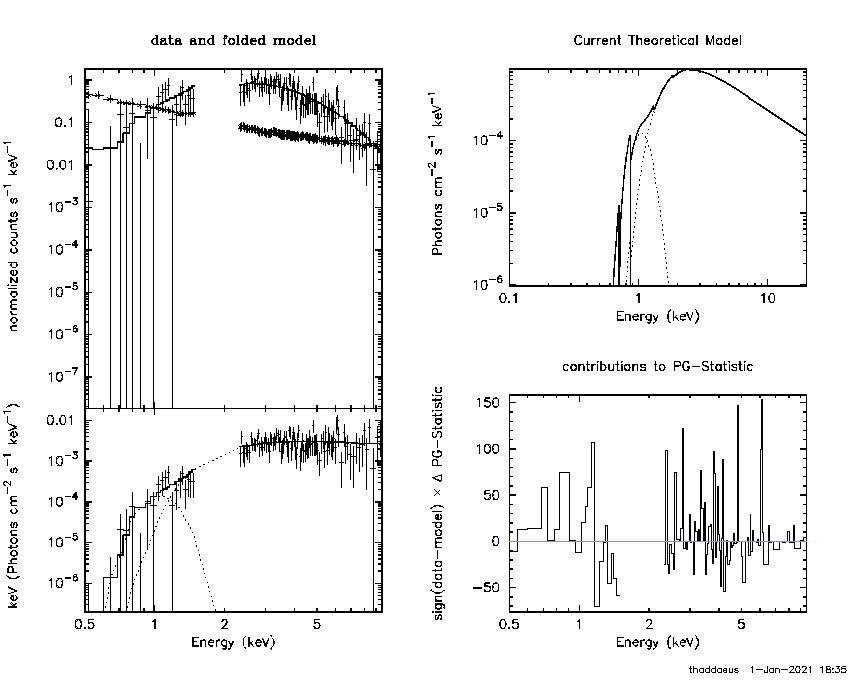 data and folded model
normalized counts s−1 keV−1
1
0.1
0.01
10−3
10−4
10−5
10−6
10−7
keV (Photons cm−2 s−1 keV−1)
0.01
10−3
10−4
10−5
10−6
0.5 1 2 5
Energy (keV)
Current Theoretical Model
Photons cm−2 s−1 keV−1
10−4
10−5
10−6
0.1 1 10
Energy (keV)
contributions to PG−Statistic
sign(data−model) × Δ PG−Statistic
150
100
50
0
−50
0.5 1 2 5
Energy (keV)
thaddaeus 1−Jan−2021 18:35